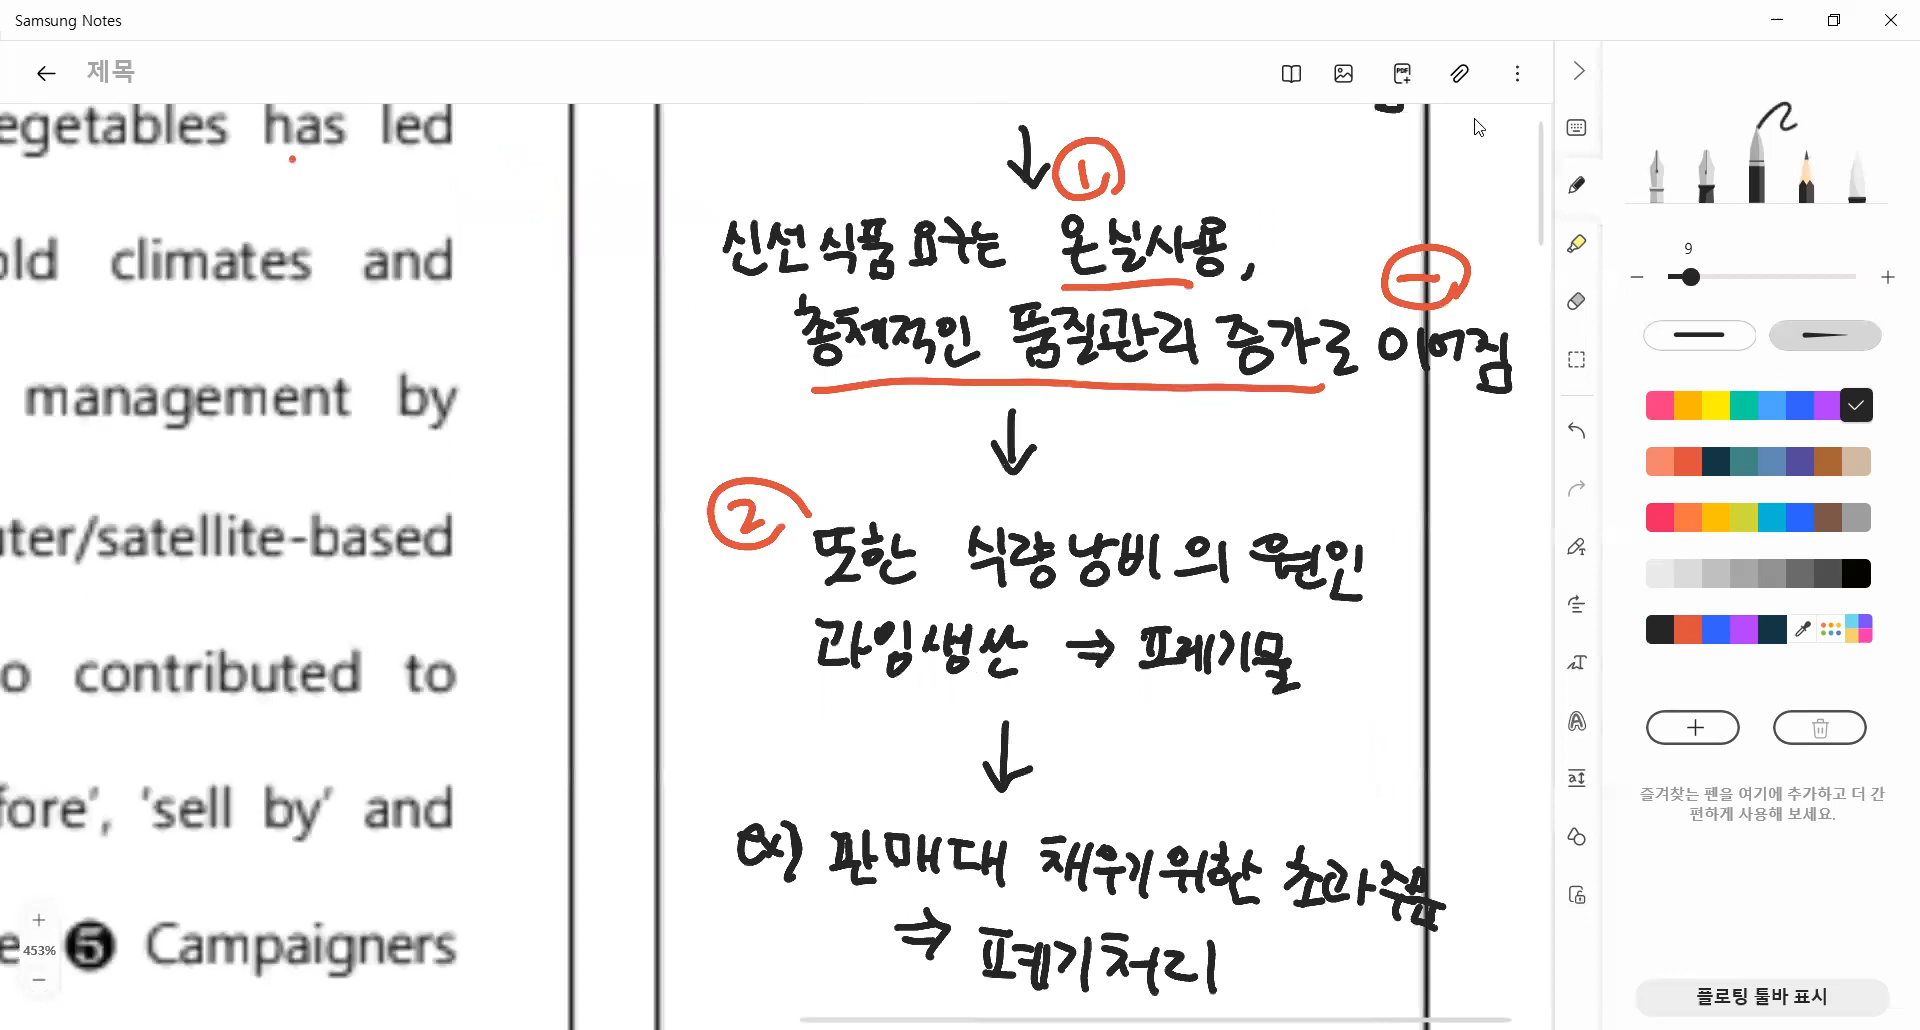 Samsung Notes
제목
egetables has led
old climates and
management by
uter/satellite-based
o contributed to
fore', 'sell by' and
e ❺ Campaigners
453%
①
신선식품 요구는 온실사용,
총체적인 품질관리 증가로 이어짐
②
또한 식량낭비의 원인
과잉생산 ⇒ 폐기물
ex) 판매대 채우기위한 초과주문
⇒ 폐기처리
9
즐겨찾는 펜을 여기에 추가하고 더 간
편하게 사용해 보세요.
플로팅 툴바 표시